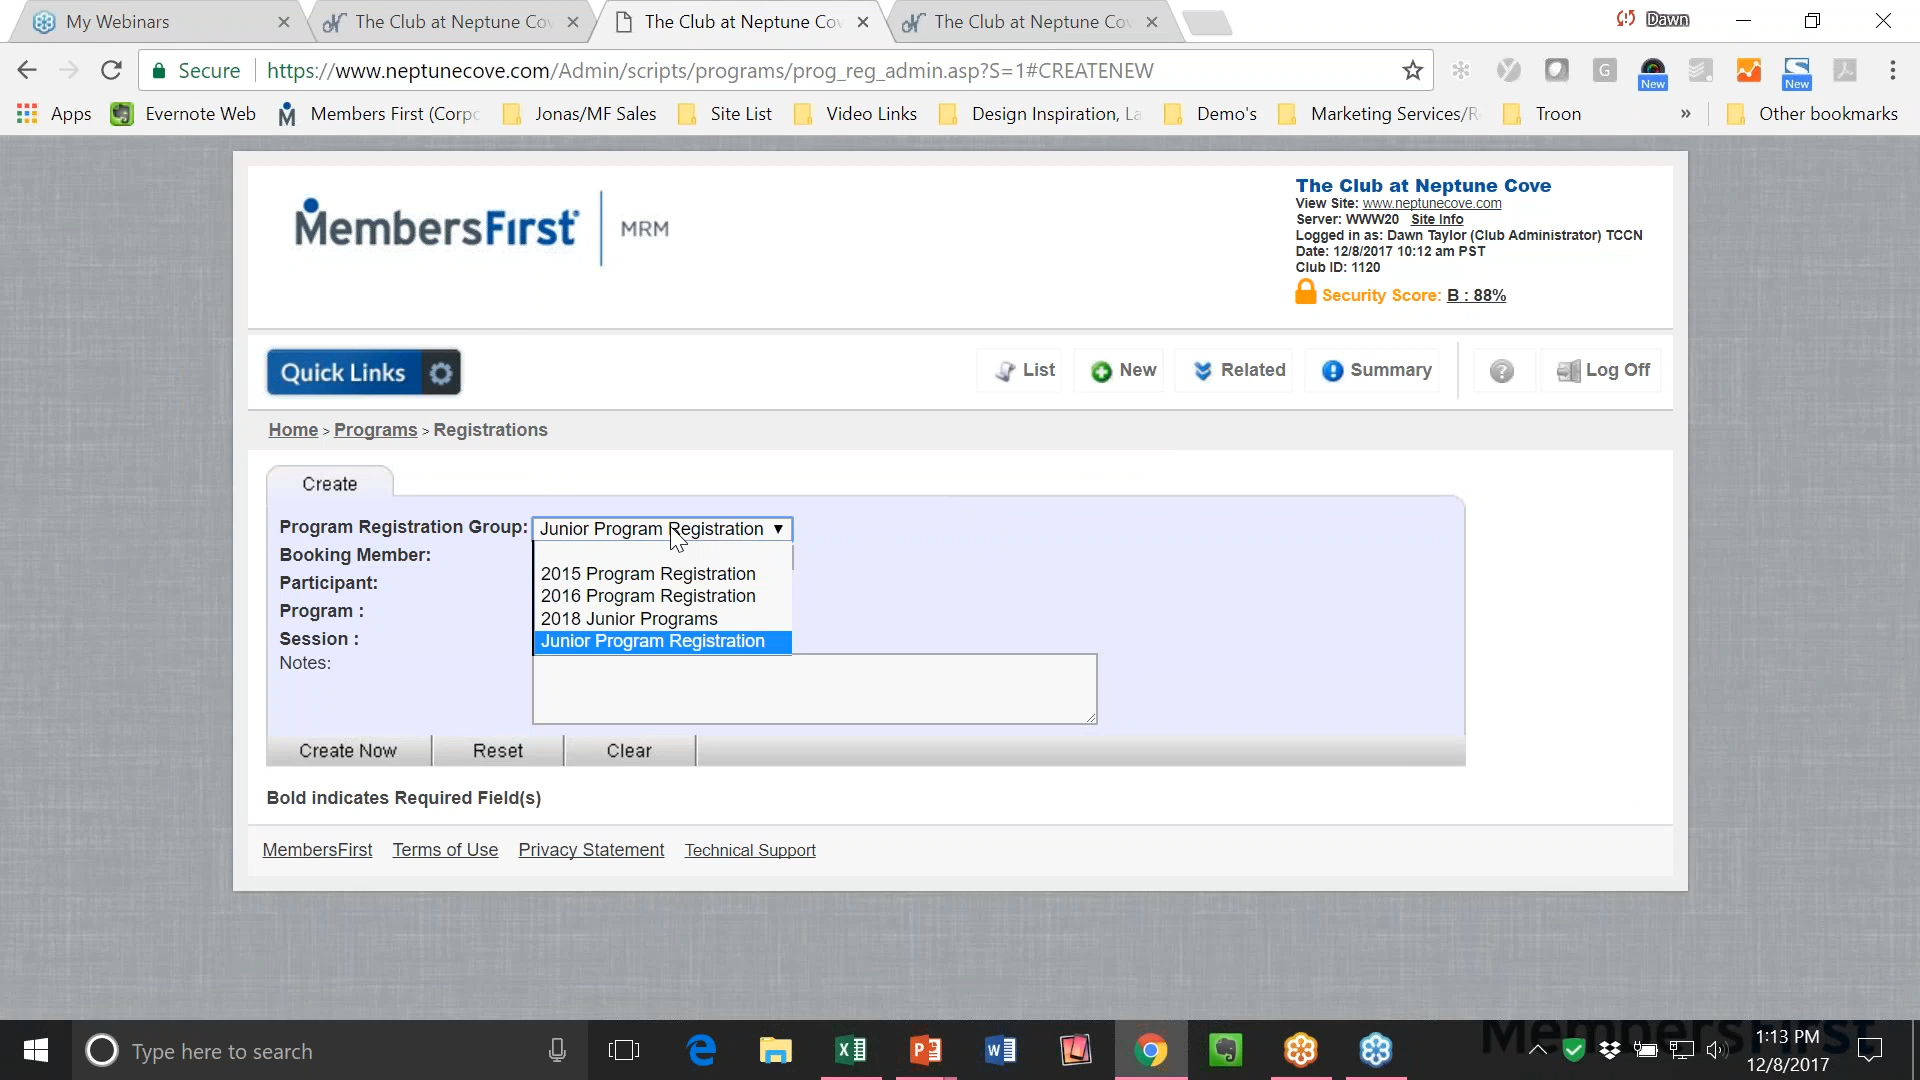 My Webinars
The Club at Neptune Co
The Club at Neptune Cov
The Club at Neptune Cov
Dawn
Secure
https://www.neptunecove.com/Admin/scripts/programs/prog_reg_admin.asp?S=1#CREATENEW
G
New
New
Apps
Evernote Web
Members First (Corpo
Jonas/MF Sales
Site List
Video Links
Design Inspiration, La
Demo's
Marketing Services/R
Troon
»
Other bookmarks
MembersFirst
MRM
The Club at Neptune Cove
View Site: www.neptunecove.com
Server: WWW20 Site Info
Logged in as: Dawn Taylor (Club Administrator) TCCN
Date: 12/8/2017 10:12 am PST
Club ID: 1120
Security Score: B : 88%
Quick Links
List
New
Related
Summary
?
Log Off
Home > Programs > Registrations
Create
Program Registration Group: Junior Program Registration
Booking Member:
Participant:
Program :
Session :
Notes:
2015 Program Registration
2016 Program Registration
2018 Junior Programs
Junior Program Registration
Create Now
Reset
Clear
Bold indicates Required Field(s)
MembersFirst Terms of Use Privacy Statement Technical Support
MembersFirst
Type here to search
1:13 PM
12/8/2017